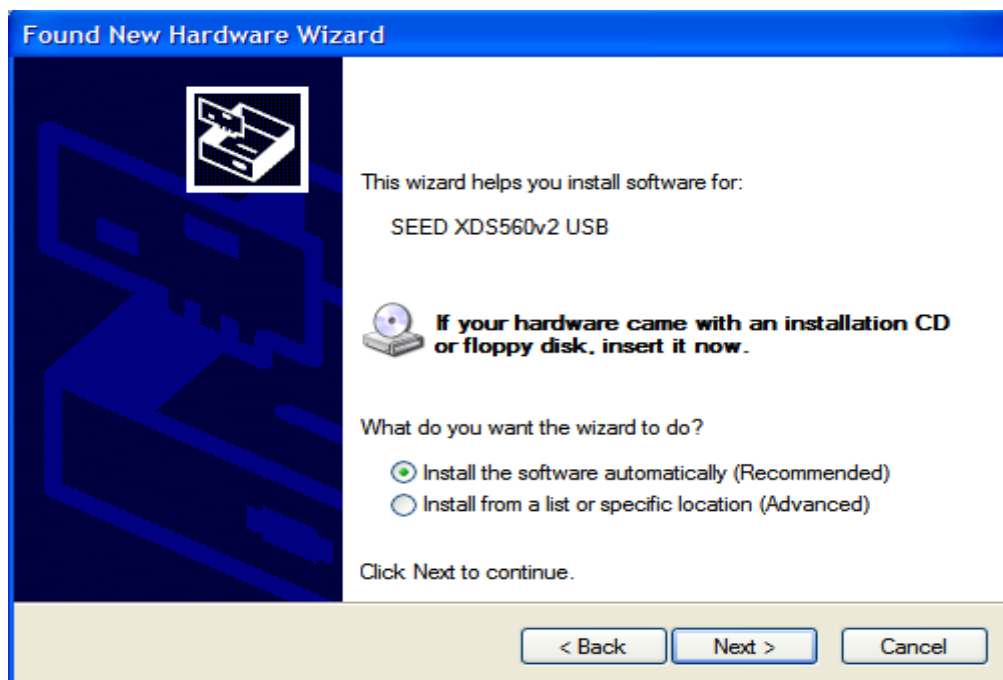 Found New Hardware Wizard
This wizard helps you install software for:
SEED XDS560v2 USB
If your hardware came with an installation CD
or floppy disk, insert it now.
What do you want the wizard to do?
Install the software automatically (Recommended)
Install from a list or specific location (Advanced)
Click Next to continue.
< Back Next > Cancel